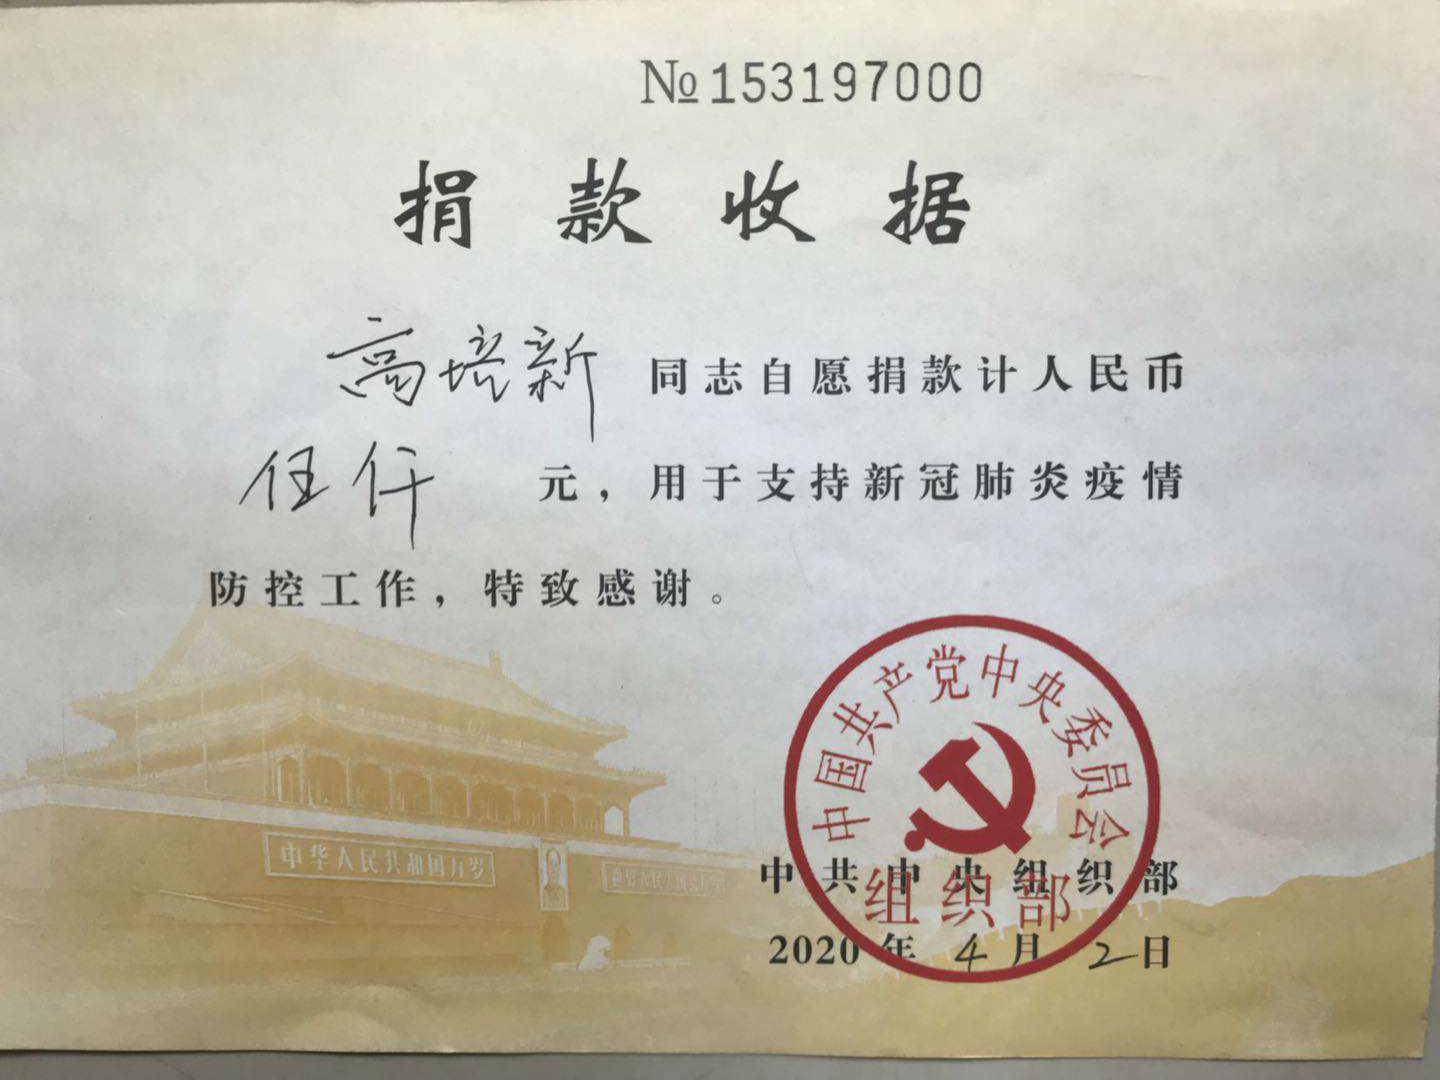 №153197000
捐款收据
高培新 同志自愿捐款计人民币
伍仟 元，用于支持新冠肺炎疫情
防控工作，特致感谢。
中华人民共和国万岁
中国共产党中央委员会
组织部
中共中央组织部
2020年4月2日